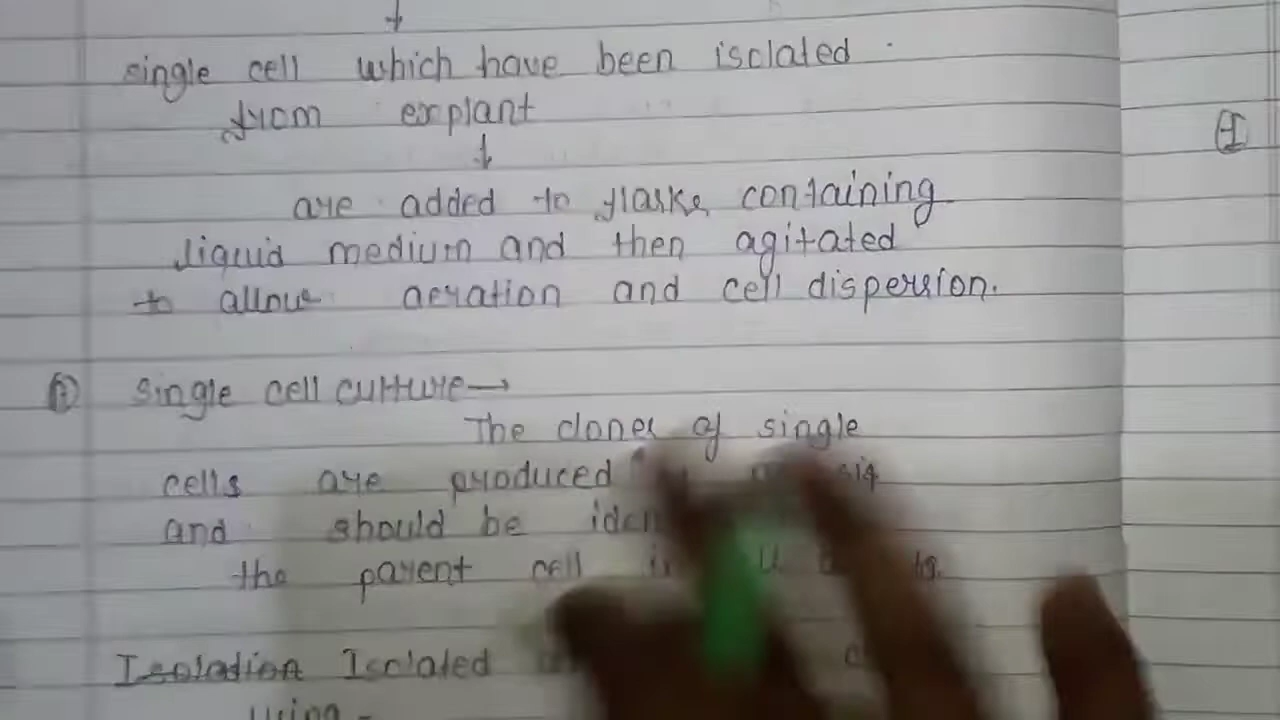 single cell which have been isolated
from explant
are added to flaske containing
liquid medium and then agitated
to allow aeration and cell dispersion.
Single cell culture→
The clones of single
cells are produced
and should be
the parent cell
Isolation Isolated
using -